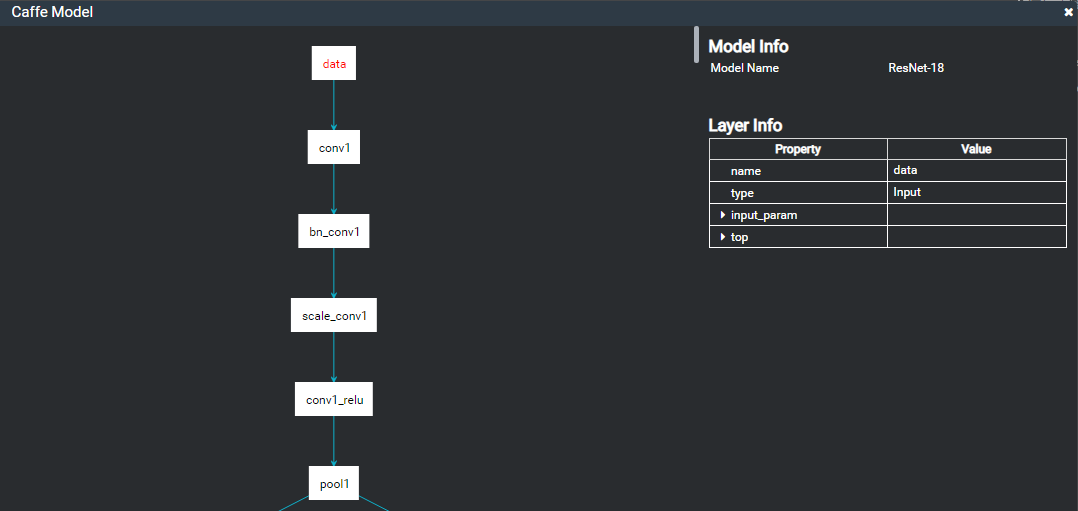 Caffe Model
data
conv1
bn_conv1
scale_conv1
conv1_relu
pool1
Model Info
Model Name ResNet-18
Layer Info
Property Value
name data
type Input
input_param
top